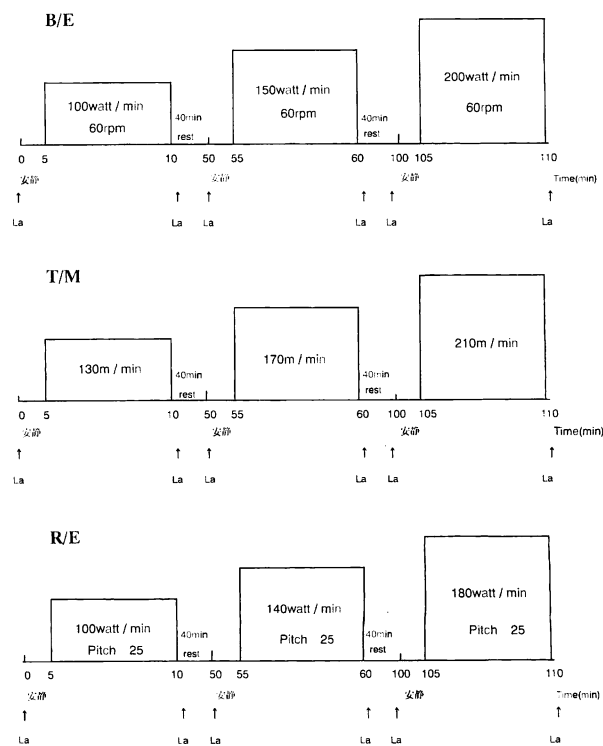 B/E
200watt / min
150watt / min
100watt / min 40min 60rpm 40min 60rpm
60rpm rest rest
0 5 10 50 55 60 100 105 110
安静 安静 安静 Time(min)
↑ ↑ ↑ ↑ ↑ ↑
La La La La La La
T/M
210m / min
170m / min
130m / min 40min 40min
rest rest
0 5 10 50 55 60 100 105 110
安静 安静 安静 Time(min)
↑ ↑ ↑ ↑ ↑ ↑
La La La La La La
R/E
180watt / min
140watt / min
100watt / min 40min 40min Pitch 25
Pitch 25 rest Pitch 25 rest
0 5 10 50 55 60 100 105 110
安静 安静 安静 Time(min)
↑ ↑ ↑ ↑ ↑ ↑
La La La La La La